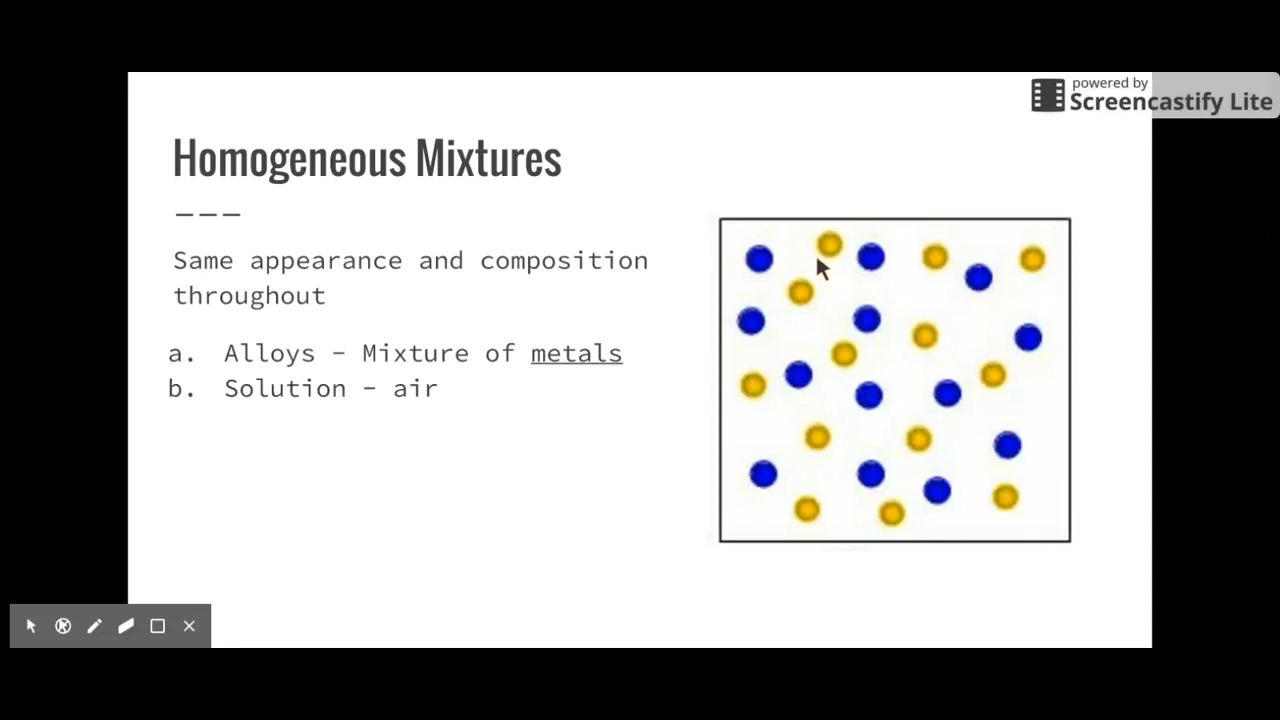 powered by
Screencastify Lite
Homogeneous Mixtures
———
Same appearance and composition
throughout
a. Alloys - Mixture of metals
b. Solution - air